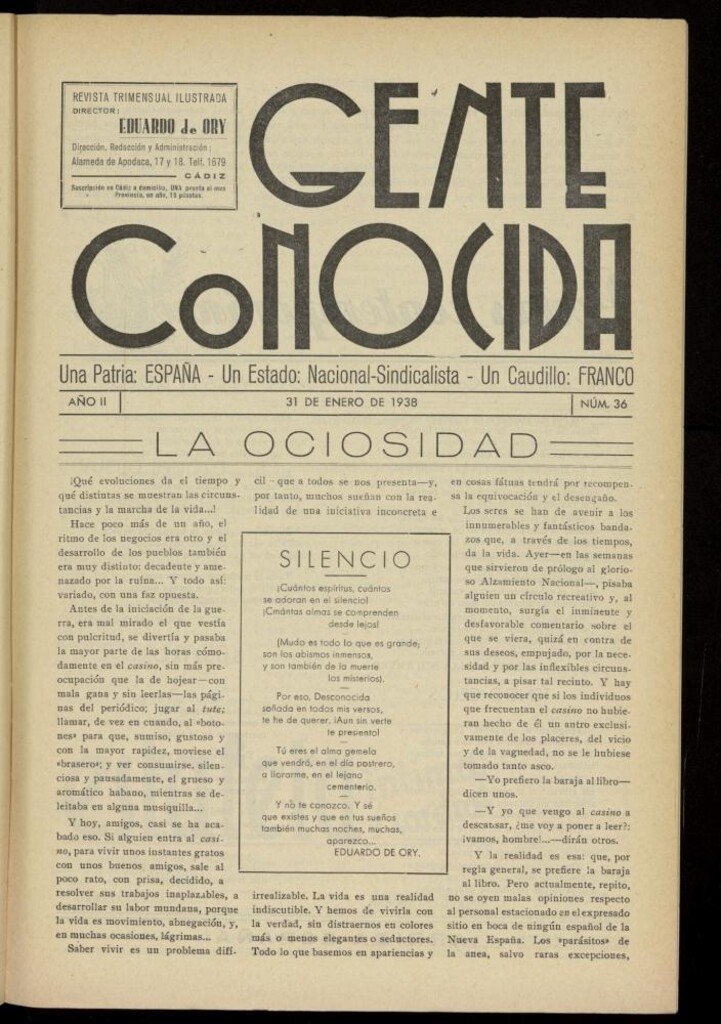 REVISTA TRIMENSUAL ILUSTRADA
DIRECTOR:
EDUARDO de ORY
Dirección, Redacción y Administración:
Alameda de Apodaca, 17 y 18. Telf. 1679
CÁDIZ
Suscripción en Cádiz a domicilio, UNA peseta al mes
Provincia, un año, 15 pesetas.
GENTE
CONOCIDA
Una Patria: ESPAÑA - Un Estado: Nacional-Sindicalista - Un Caudillo: FRANCO
AÑO II
31 DE ENERO DE 1938
NÚM. 36
LA OCIOSIDAD
¡Qué evoluciones da el tiempo y
qué distintas se muestran las circuns-
tancias y la marcha de la vida...!
Hace poco más de un año, el
ritmo de los negocios era otro y el
desarrollo de los pueblos también
era muy distinto: decadente y ame-
nazado por la ruina... Y todo así:
variado, con una faz opuesta.
Antes de la iniciación de la gue-
rra, era mal mirado el que vestía
con pulcritud, se divertía y pasaba
la mayor parte de las horas cómo-
damente en el casino, sin más pre-
ocupación que la de hojear—con
mala gana y sin leerlas—las pági-
nas del periódico; jugar al tute;
llamar, de vez en cuando, al «boto-
nes» para que, sumiso, gustoso y
con la mayor rapidez, moviese el
«brasero»; y ver consumirse, silen-
ciosa y pausadamente, el grueso y
aromático habano, mientras se de-
leitaba en alguna musiquilla...
Y hoy, amigos, casi se ha aca-
bado eso. Si alguien entra al casi-
no, para vivir unos instantes gratos
con unos buenos amigos, sale al
poco rato, con prisa, decidido, a
resolver sus trabajos inaplazables, a
desarrollar su labor mundana, porque
la vida es movimiento, abnegación, y,
en muchas ocasiones, lágrimas...
Saber vivir es un problema difí-
cil - que a todos se nos presenta—y,
por tanto, muchos sueñan con la rea-
lidad de una iniciativa inconcreta e
SILENCIO
¡Cuántos espíritus, cuántos
se adoran en el silencio!
¡Cmántas almas se comprenden
desde lejos!
(Mudo es todo lo que es grande;
son los abismos inmensos,
y son también de la muerte
los misterios).
Por eso, Desconocida
soñada en todos mis versos,
te he de querer. ¡Aun sin verte
te presiento!
Tú eres el alma gemela
que vendrá, en el día postrero,
a llorarme, en el lejano
cementerio.
Y no te conozco. Y sé
que existes y que en tus sueños
también muchas noches, muchas,
aparezco...
EDUARDO DE ORY.
irrealizable. La vida es una realidad
indiscutible. Y hemos de vivirla con
la verdad, sin distraernos en colores
más o menos elegantes o seductores.
Todo lo que basemos en apariencias y
en cosas fátuas tendrá por recompen-
sa la equivocación y el desengaño.
Los seres se han de avenir a los
innumerables y fantásticos banda-
zos que, a través de los tiempos,
da la vida. Ayer—en las semanas
que sirvieron de prólogo al glorio-
so Alzamiento Nacional—, pisaba
alguien un círculo recreativo y, al
momento, surgía el inminente y
desfavorable comentario sobre el
que se viera, quizá en contra de
sus deseos, empujado, por la nece-
sidad y por las inflexibles circuns-
tancias, a pisar tal recinto. Y hay
que reconocer que si los individuos
que frecuentan el casino no hubie-
ran hecho de él un antro exclusi-
vamente de los placeres, del vicio
y de la vaguedad, no se le hubiese
tomado tanto asco.
—Yo prefiero la baraja al libro—
dicen unos.
—Y yo que vengo al casino a
descansar, ¿me voy a poner a leer?:
¡vamos, hombre!...—dirán otros.
Y la realidad es esa: que, por
regla general, se prefiere la baraja
al libro. Pero actualmente, repito,
no se oyen malas opiniones respecto
al personal estacionado en el expresado
sitio en boca de ningún español de la
Nueva España. Los «parásitos» de
la anea, salvo raras excepciones,